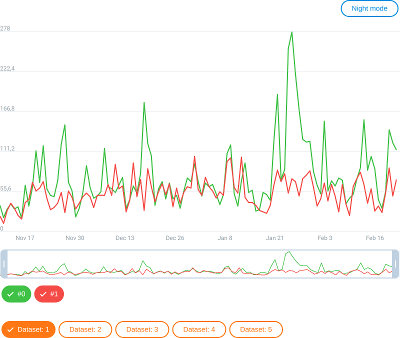 Night mode
278
222,4
166,8
111,2
55,6
0
Nov 17 Nov 30 Dec 13 Dec 26 Jan 8 Jan 21 Feb 3 Feb 16
#0 #1
Dataset: 1 Dataset: 2 Dataset: 3 Dataset: 4 Dataset: 5